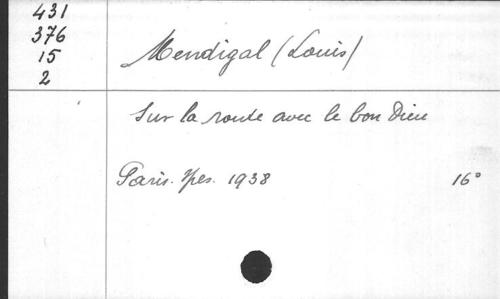 431
376
15
2
Mendigal (Louis)
Sur la route avec le bon Dieu
Paris. Spes. 1938 16°